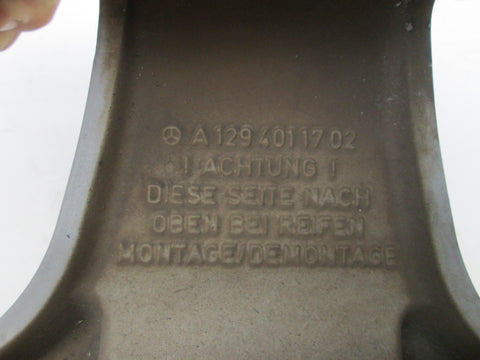 A 129 401 17 02
! ACHTUNG !
DIESE SEITE NACH
OBEN BEI REIFEN
MONTAGE/DEMONTAGE